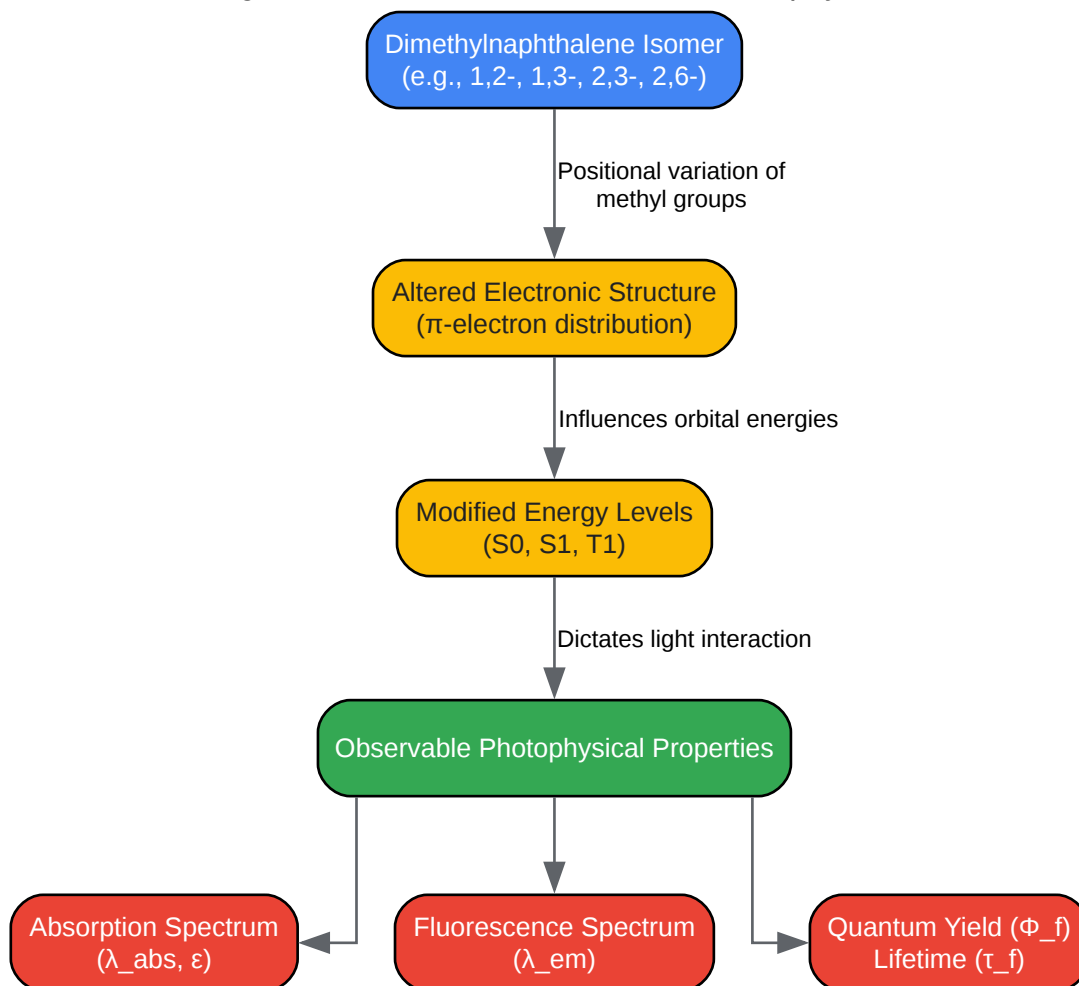 Dimethylnaphthalene Isomer
(e.g., 1,2-, 1,3-, 2,3-, 2,6-)
Positional variation of
methyl groups
Altered Electronic Structure
(π-electron distribution)
Influences orbital energies
Modified Energy Levels
(S0, S1, T1)
Dictates light interaction
Observable Photophysical Properties
Absorption Spectrum
(λ_abs, ε)
Fluorescence Spectrum
(λ_em)
Quantum Yield (Φ_f)
Lifetime (τ_f)